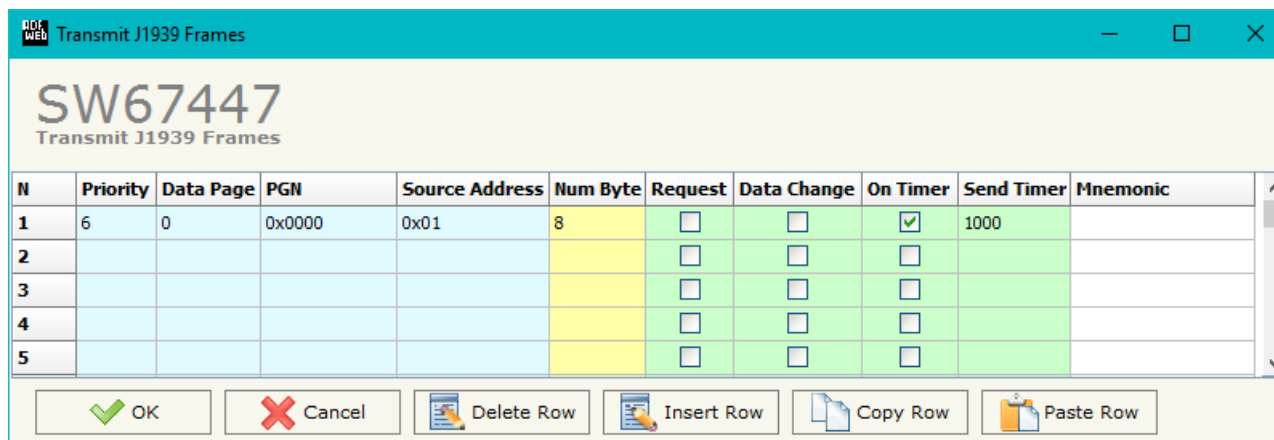 ADF
WEB Transmit J1939 Frames
SW67447
Transmit J1939 Frames
N Priority Data Page PGN Source Address Num Byte Request Data Change On Timer Send Timer Mnemonic
1 6 0 0x0000 0x01 8 1000
2
3
4
5
OK Cancel Delete Row Insert Row Copy Row Paste Row